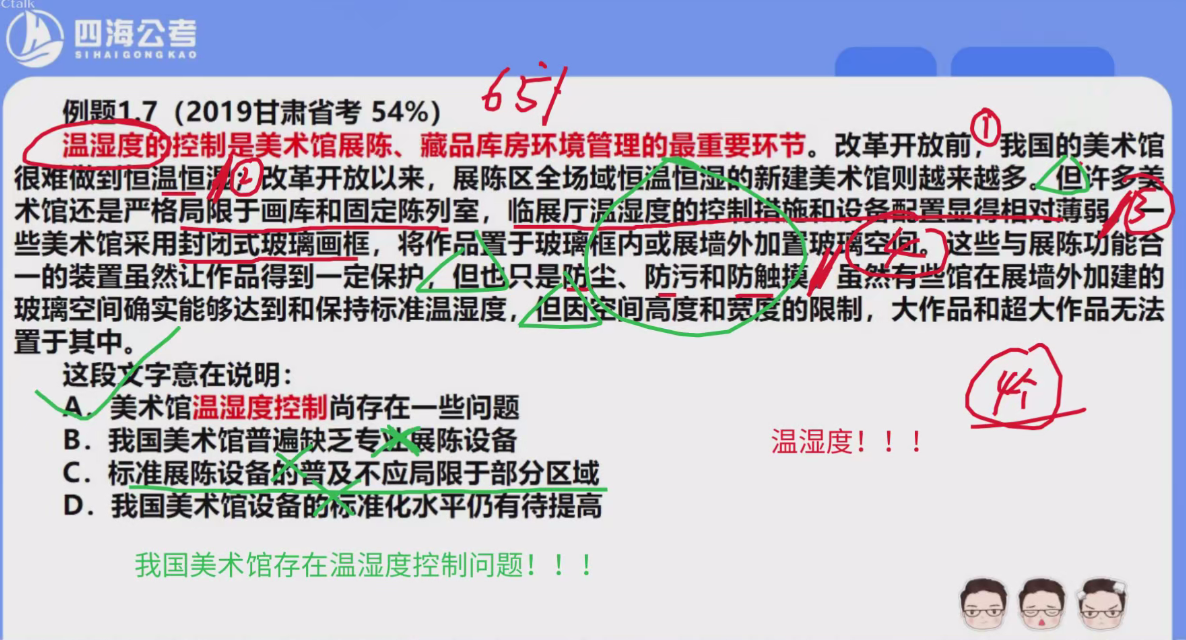 Ctalk
四海公考
SIHAIGONGKAO
65%
例题1.7（2019甘肃省考 54%）
温湿度的控制是美术馆展陈、藏品库房环境管理的最重要环节。改革开放前，我国的美术馆
①
很难做到恒温恒湿。改革开放以来，展陈区全场域恒温恒湿的新建美术馆则越来越多。但许多美
②
术馆还是严格局限于画库和固定陈列室，临展厅温湿度的控制措施和设备配置显得相对薄弱。一
③
些美术馆采用封闭式玻璃画框，将作品置于玻璃框内或展墙外加置玻璃空间。这些与展陈功能合
一的装置虽然让作品得到一定保护，但也只是防尘、防污和防触摸。虽然有些馆在展墙外加建的
玻璃空间确实能够达到和保持标准温湿度，但因空间高度和宽度的限制，大作品和超大作品无法
置于其中。
这段文字意在说明：
4个
A．美术馆温湿度控制尚存在一些问题
B．我国美术馆普遍缺乏专业展陈设备
温湿度！！！
C．标准展陈设备的普及不应局限于部分区域
D．我国美术馆设备的标准化水平仍有待提高
我国美术馆存在温湿度控制问题！！！